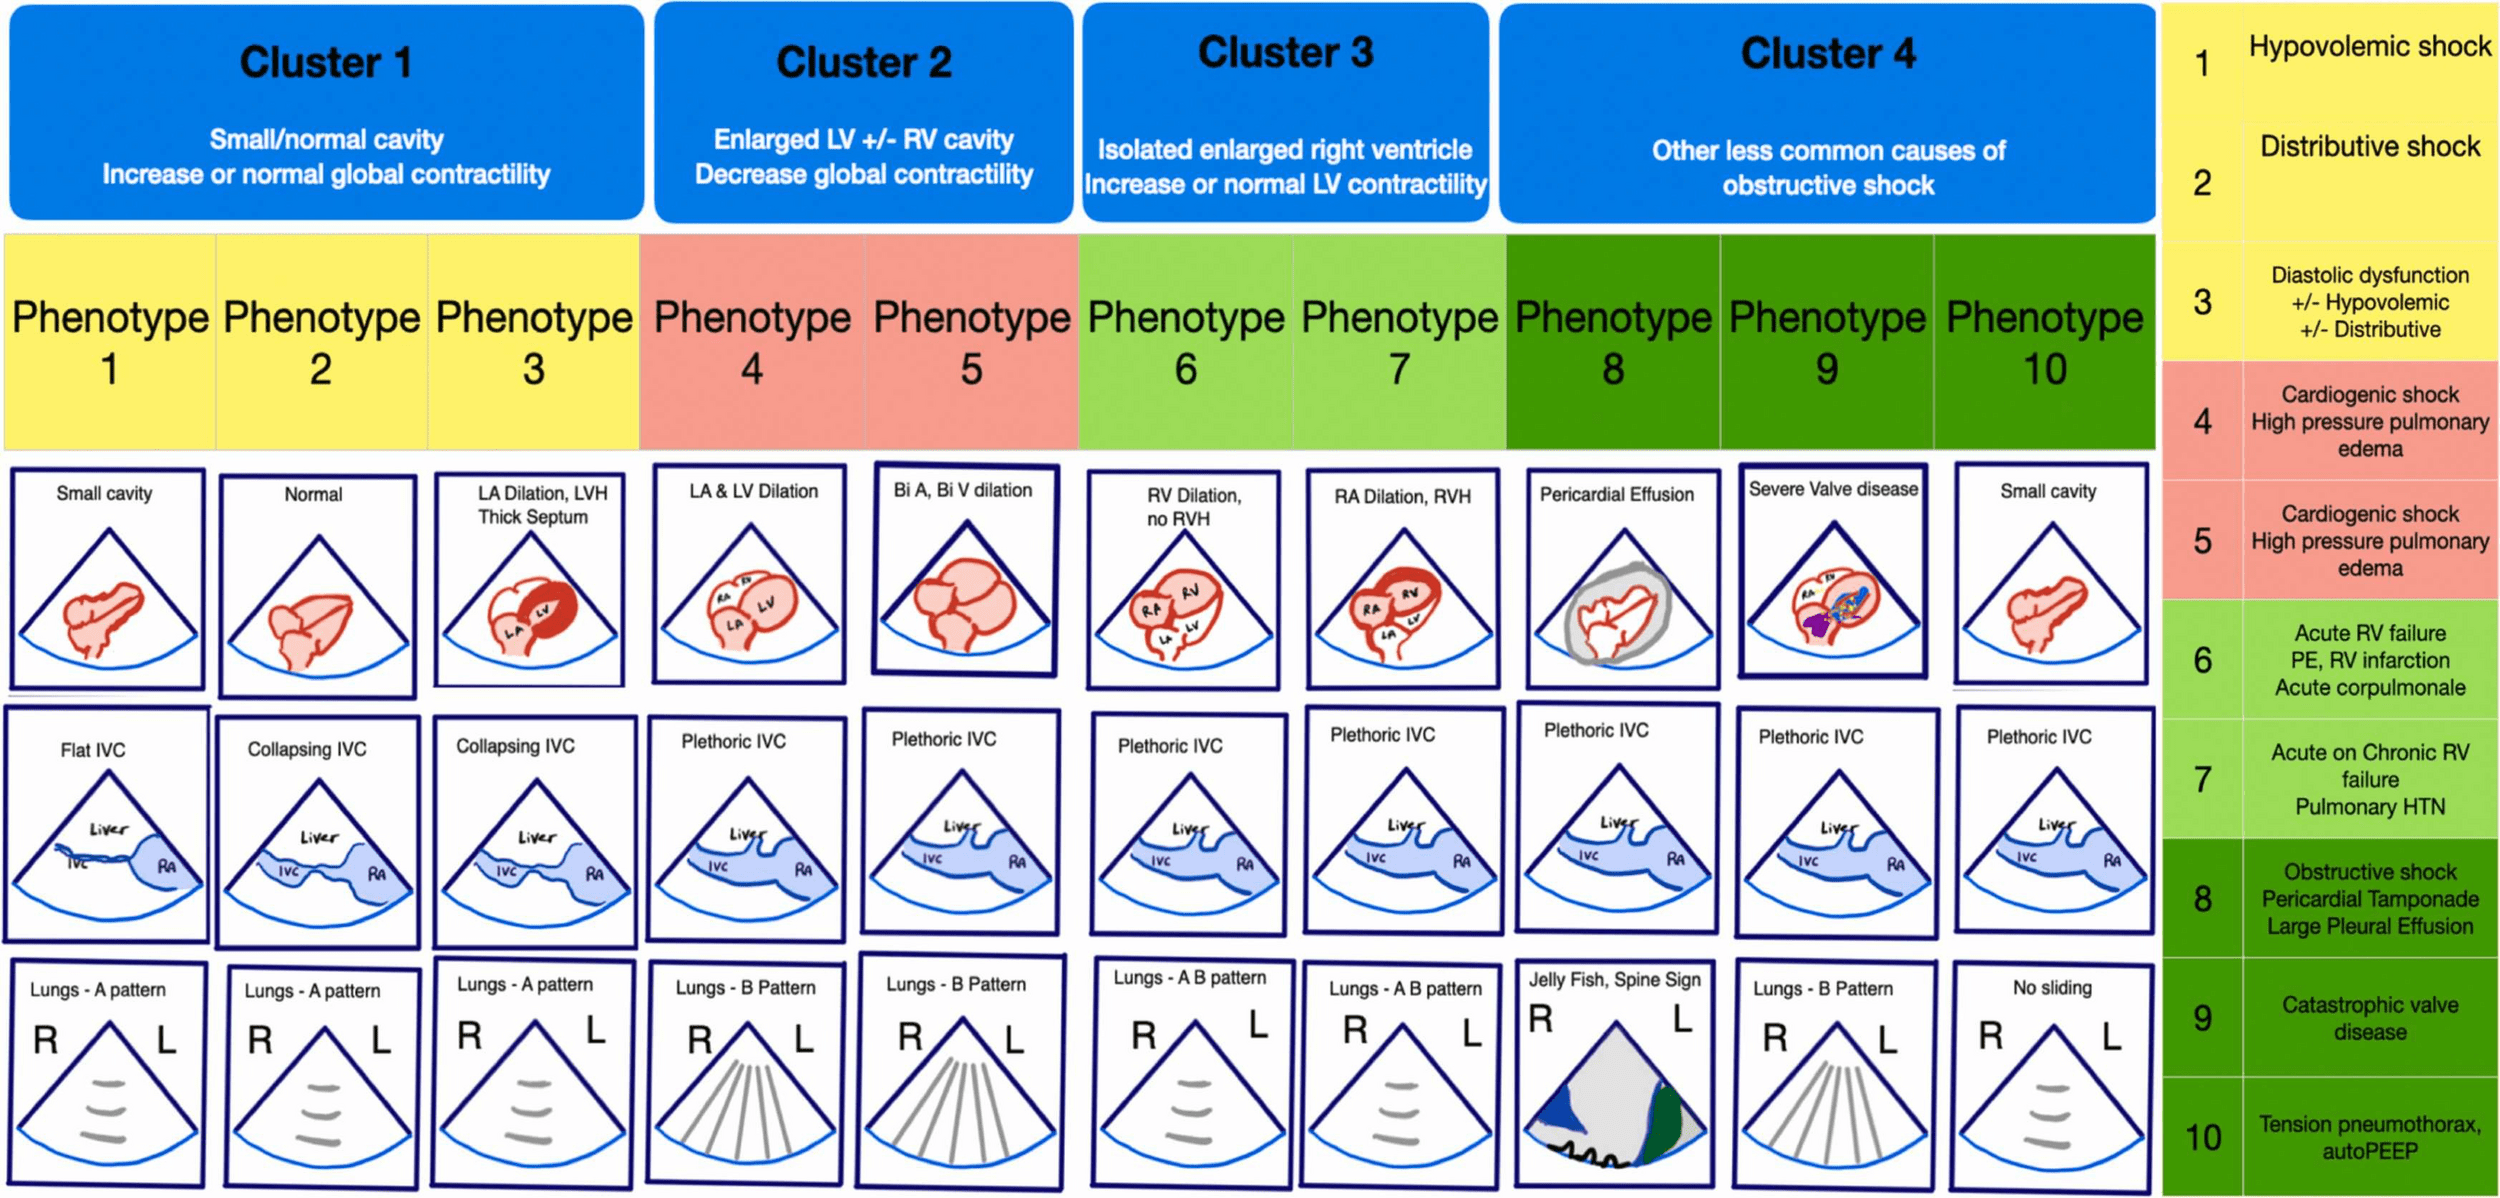 Cluster 1
Small/normal cavity
Increase or normal global contractility
Cluster 2
Enlarged LV +/- RV cavity
Decrease global contractility
Cluster 3
Isolated enlarged right ventricle
Increase or normal LV contractility
Cluster 4
Other less common causes of
obstructive shock
Phenotype
1
Phenotype
2
Phenotype
3
Phenotype
4
Phenotype
5
Phenotype
6
Phenotype
7
Phenotype
8
Phenotype
9
Phenotype
10
Small cavity
Normal
LA Dilation, LVH
Thick Septum
LV
LA
LA & LV Dilation
RV
RA
LV
LA
Bi A, Bi V dilation
RV Dilation,
no RVH
RV
RA
LA LV
RA Dilation, RVH
RV
RA
LV
LA
Pericardial Effusion
Severe Valve disease
RV
RA
Small cavity
Flat IVC
Liver
IVC
RA
Collapsing IVC
Liver
IVC
RA
Collapsing IVC
Liver
IVC
RA
Plethoric IVC
Liver
IVC
RA
Plethoric IVC
Liver
IVC
RA
Plethoric IVC
Liver
IVC
RA
Plethoric IVC
Liver
IVC
RA
Plethoric IVC
Liver
IVC
RA
Plethoric IVC
Liver
IVC
RA
Plethoric IVC
Liver
IVC
RA
Lungs - A pattern
R L
Lungs - A pattern
R L
Lungs - A pattern
R L
Lungs - B Pattern
R L
Lungs - B Pattern
R L
Lungs - A B pattern
R L
Lungs - A B pattern
R L
Jelly Fish, Spine Sign
R L
Lungs - B Pattern
R L
No sliding
R L
1
Hypovolemic shock
2
Distributive shock
3
Diastolic dysfunction
+/- Hypovolemic
+/- Distributive
4
Cardiogenic shock
High pressure pulmonary
edema
5
Cardiogenic shock
High pressure pulmonary
edema
6
Acute RV failure
PE, RV infarction
Acute corpulmonale
7
Acute on Chronic RV
failure
Pulmonary HTN
8
Obstructive shock
Pericardial Tamponade
Large Pleural Effusion
9
Catastrophic valve
disease
10
Tension pneumothorax,
autoPEEP